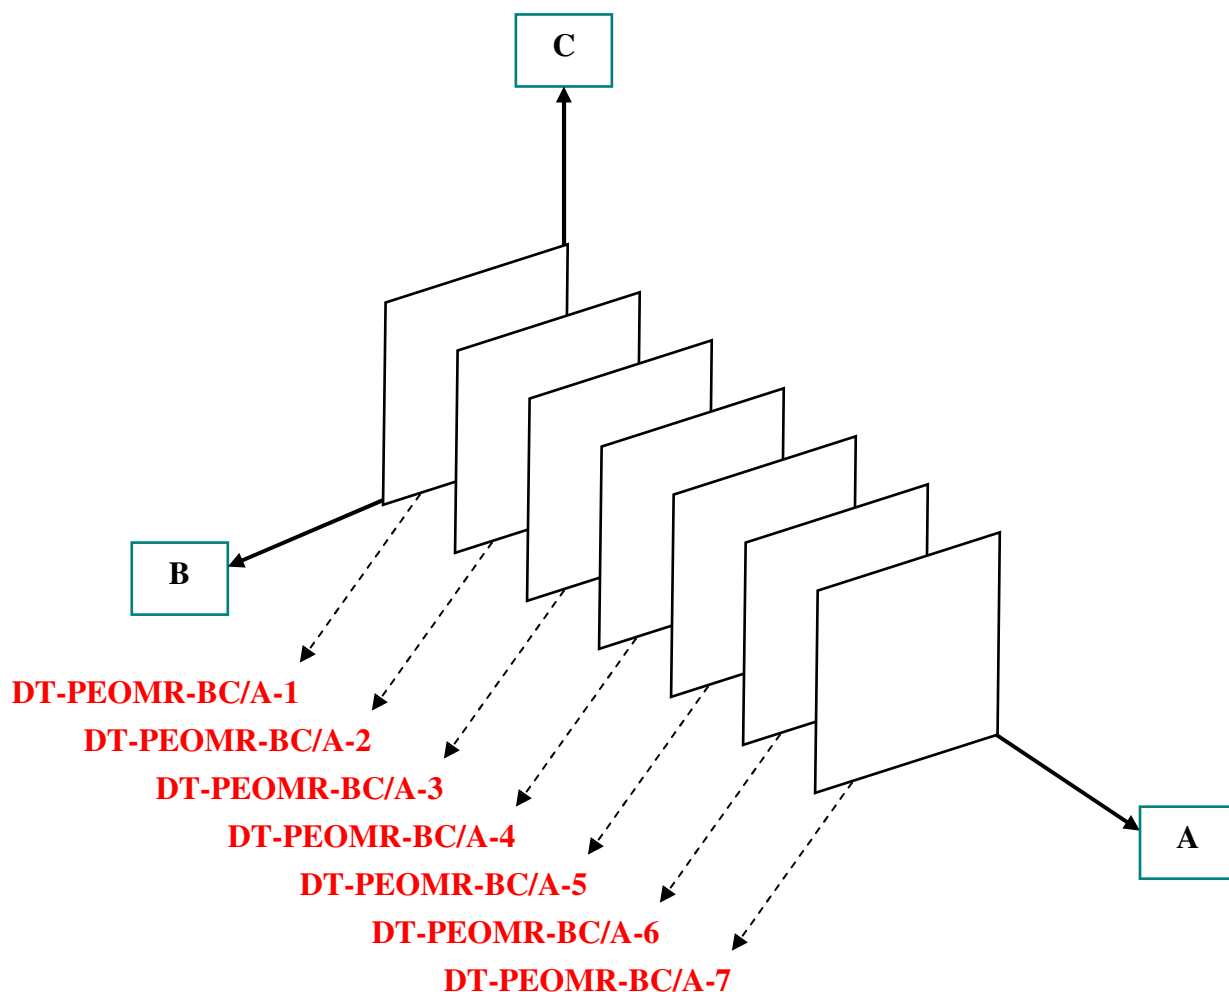 C
B
DT-PEOMR-BC/A-1
DT-PEOMR-BC/A-2
DT-PEOMR-BC/A-3
DT-PEOMR-BC/A-4
A
DT-PEOMR-BC/A-5
DT-PEOMR-BC/A-6
DT-PEOMR-BC/A-7